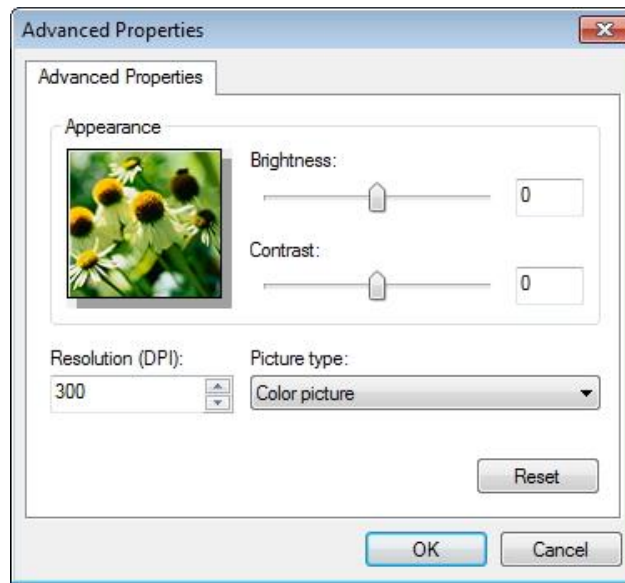 Advanced Properties
Advanced Properties
Appearance
Brightness:
0
Contrast:
0
Resolution (DPI):
Picture type:
300
Color picture
Reset
OK
Cancel